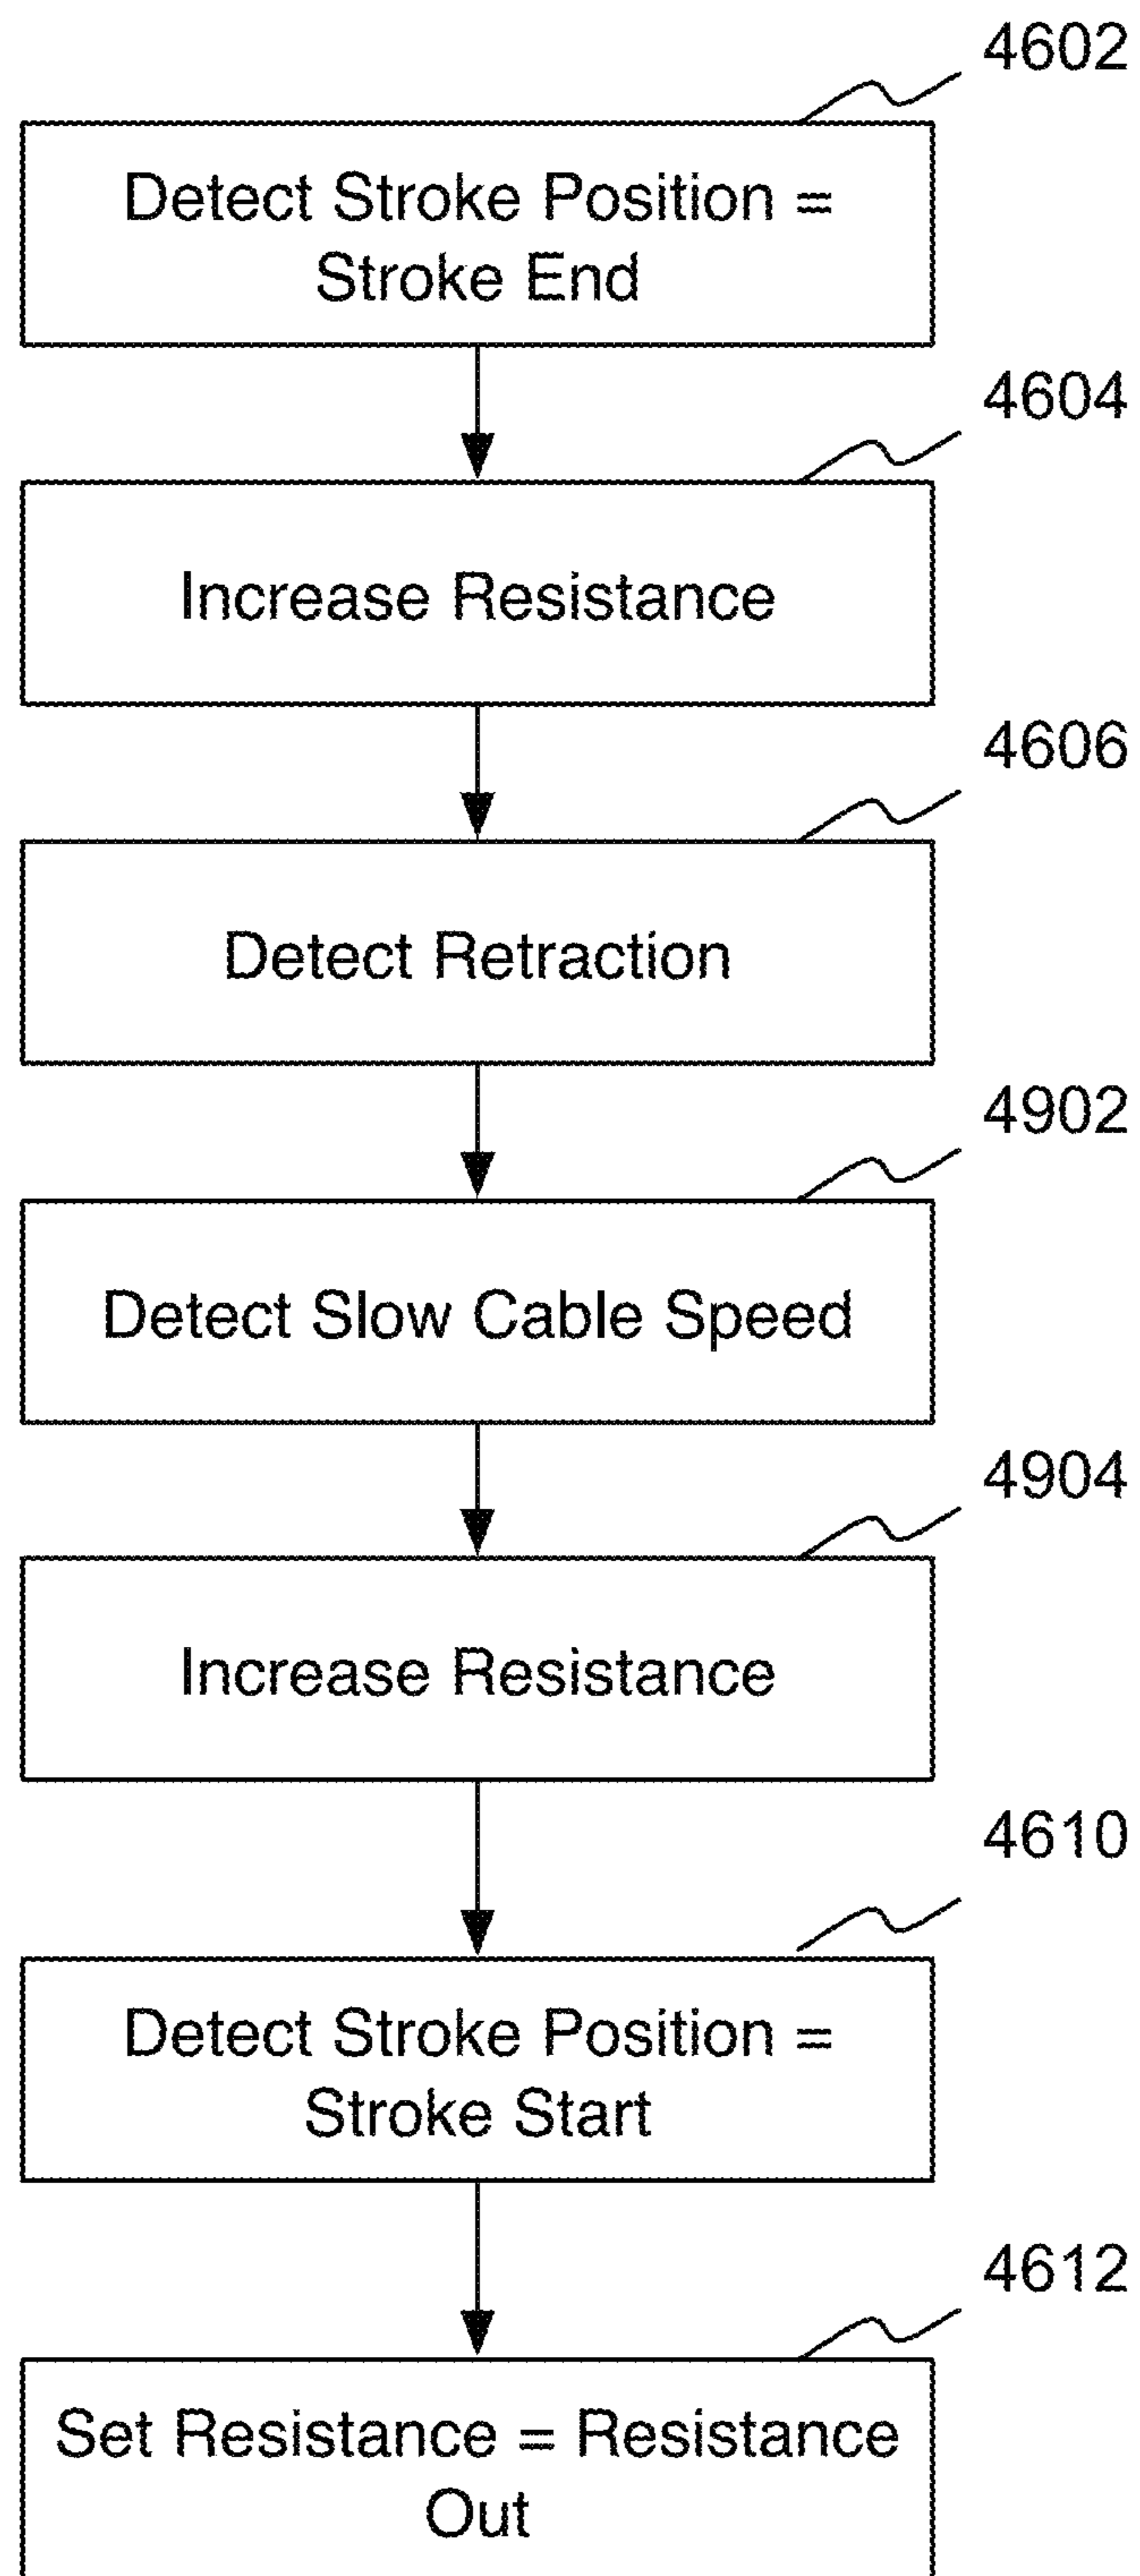 4602
Detect Stroke Position =
Stroke End
4604
Increase Resistance
4606
Detect Retraction
4902
Detect Slow Cable Speed
4904
Increase Resistance
4610
Detect Stroke Position =
Stroke Start
4612
Set Resistance = Resistance
Out